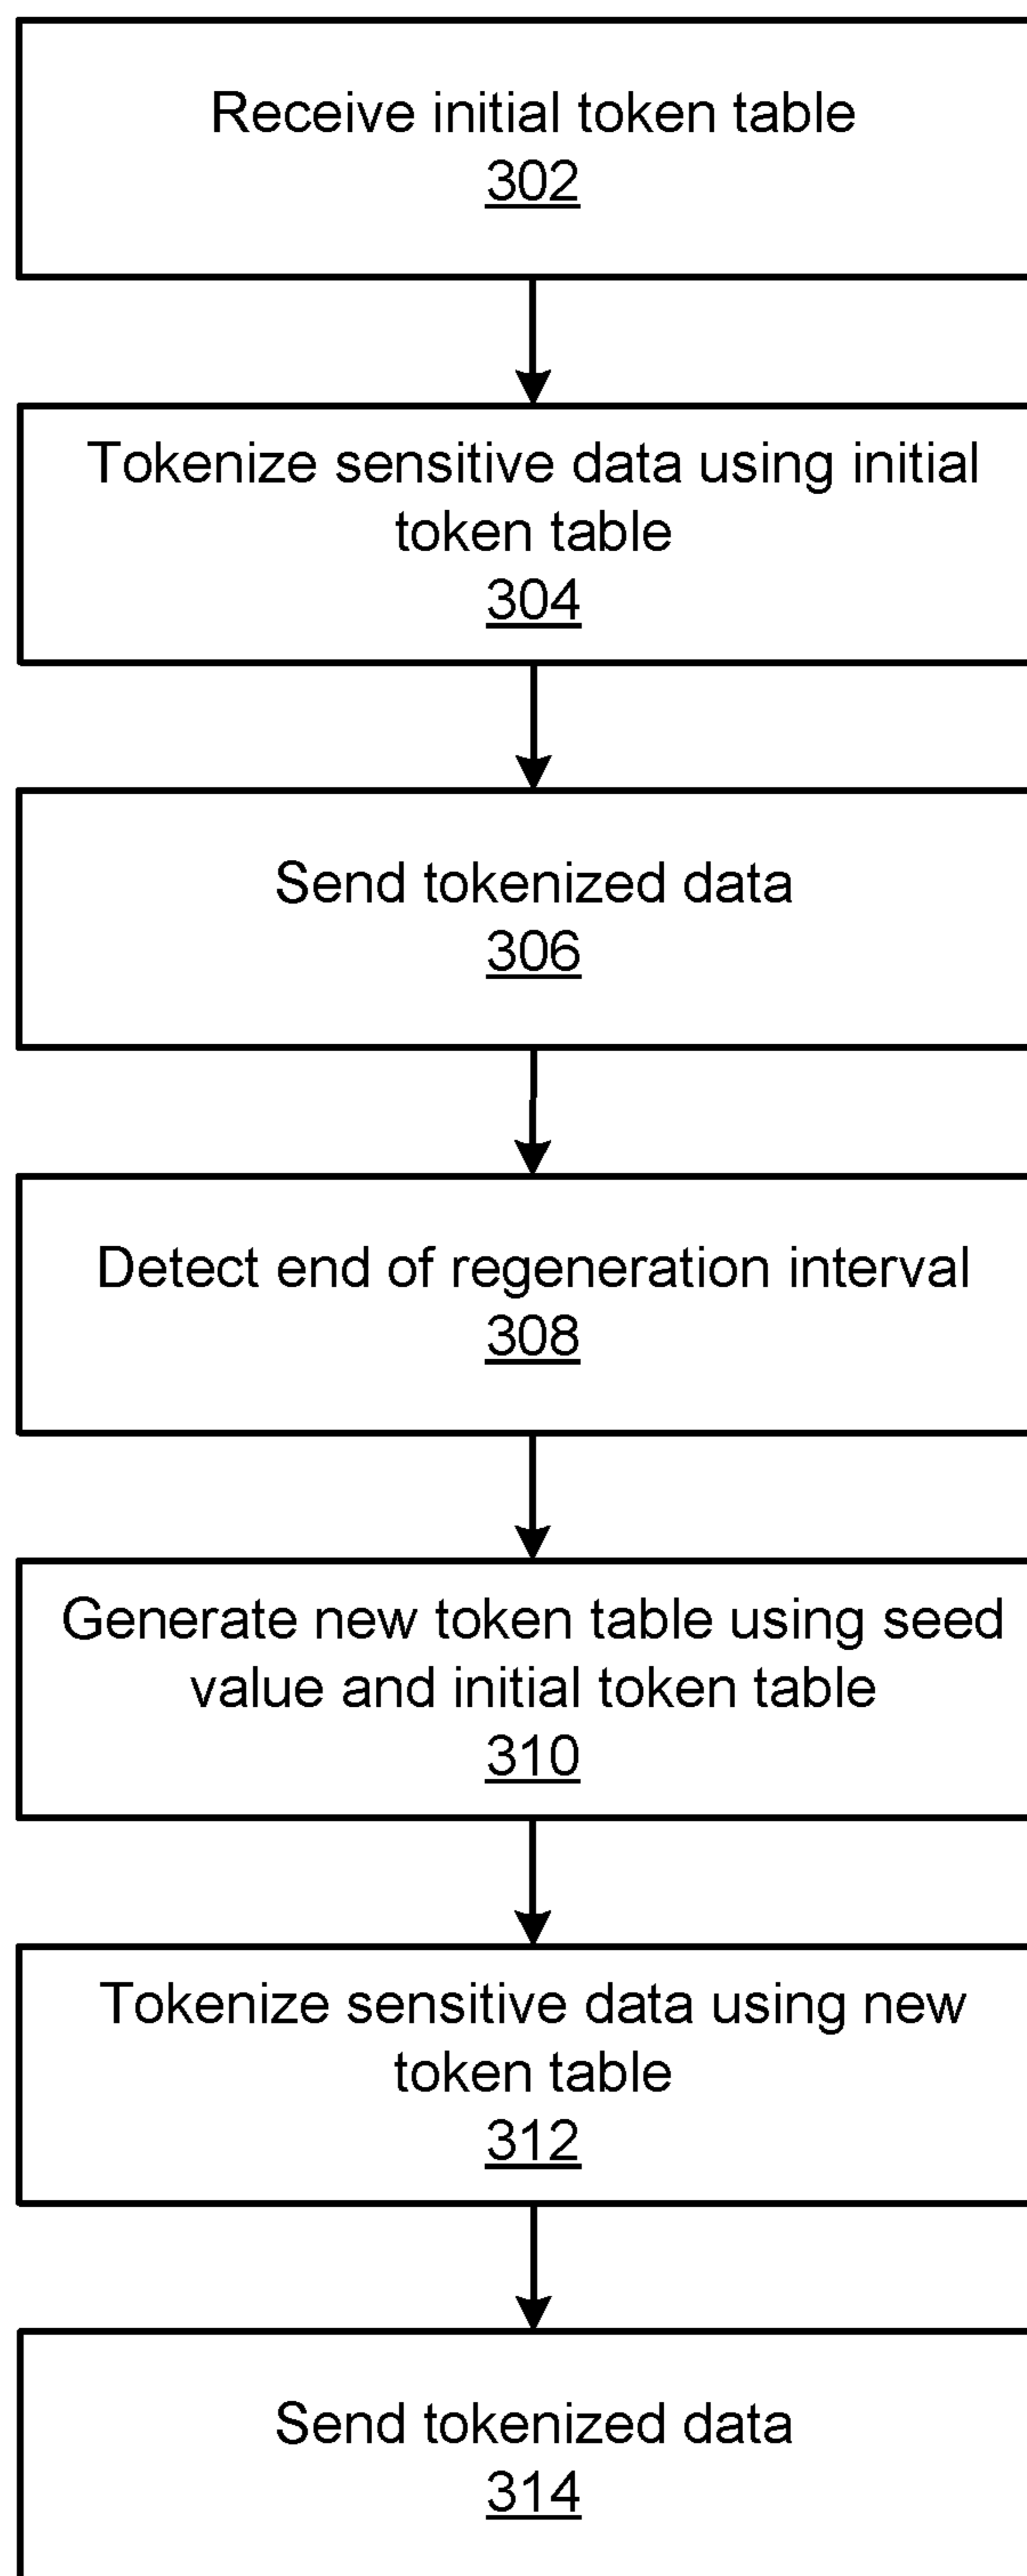 Receive initial token table
302
Tokenize sensitive data using initial
token table
304
Send tokenized data
306
Detect end of regeneration interval
308
Generate new token table using seed
value and initial token table
310
Tokenize sensitive data using new
token table
312
Send tokenized data
314